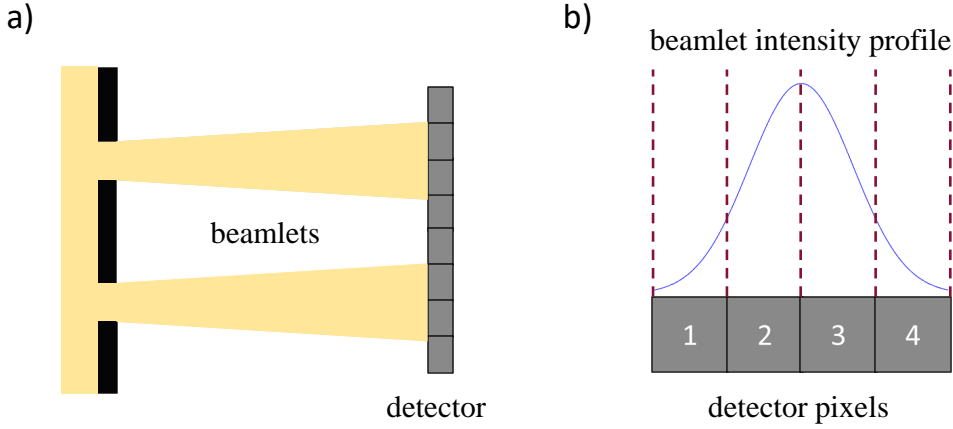 a)
beamlets
detector
b)
beamlet intensity profile
1 2 3 4
detector pixels